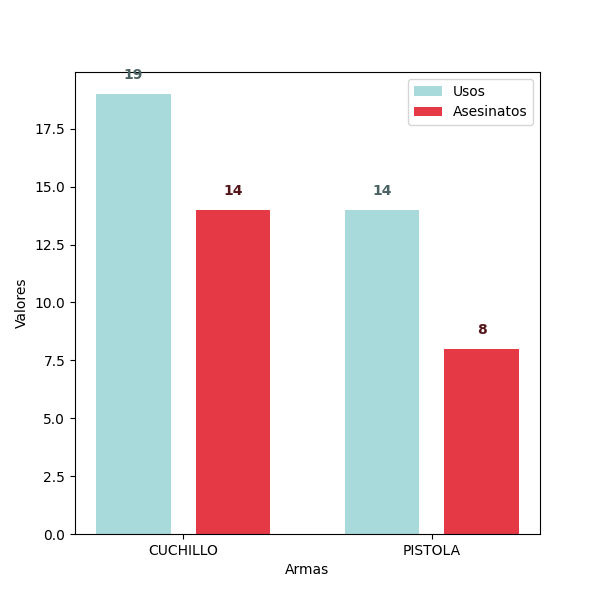 19
14
14
8
Usos
Asesinatos
17.5
15.0
12.5
10.0
7.5
5.0
2.5
0.0
Valores
CUCHILLO
PISTOLA
Armas